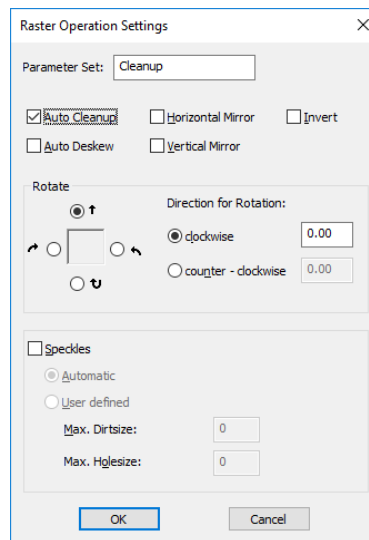 Raster Operation Settings
Parameter Set: Cleanup
Auto Cleanup Horizontal Mirror Invert
Auto Deskew Vertical Mirror
Rotate
Direction for Rotation:
clockwise 0.00
counter - clockwise 0.00
Speckles
Automatic
User defined
Max. Dirtsize: 0
Max. Holesize: 0
OK Cancel